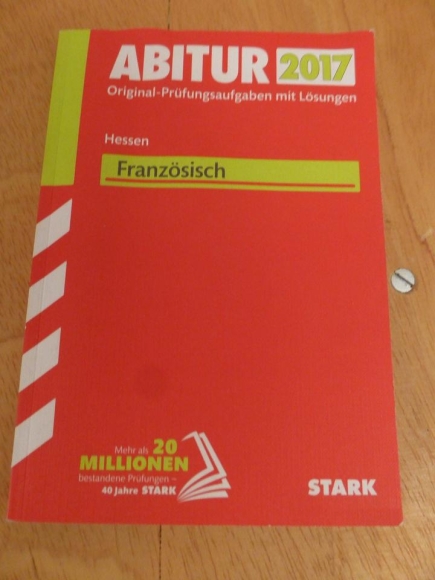 ABITUR 2017
Original-Prüfungsaufgaben mit Lösungen
Hessen
Französisch
Mehr als 20
MILLIONEN
bestandene Prüfungen –
40 Jahre STARK
STARK